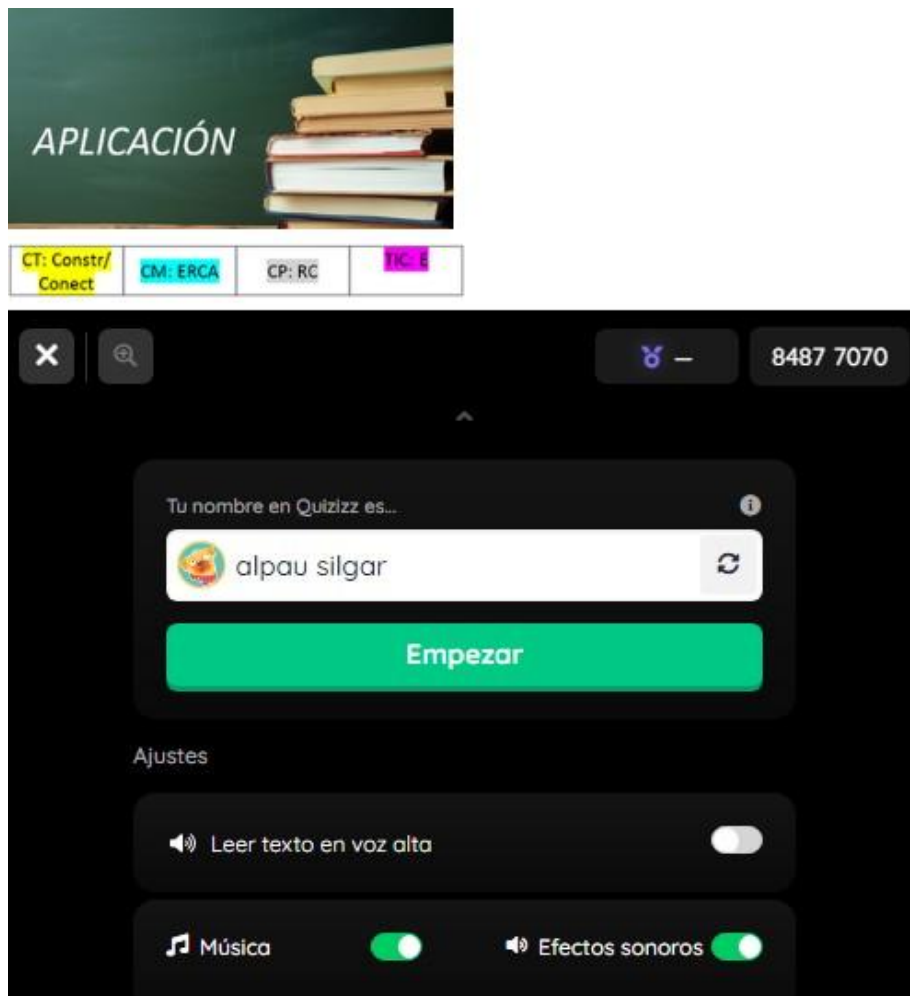 APLICACIÓN
CT: Constr/
Conect
CM: ERCA
CP: RC
TIC: E
8487 7070
Tu nombre en Quizizz es...
alpau silgar
Empezar
Ajustes
Leer texto en voz alta
Música
Efectos sonoros